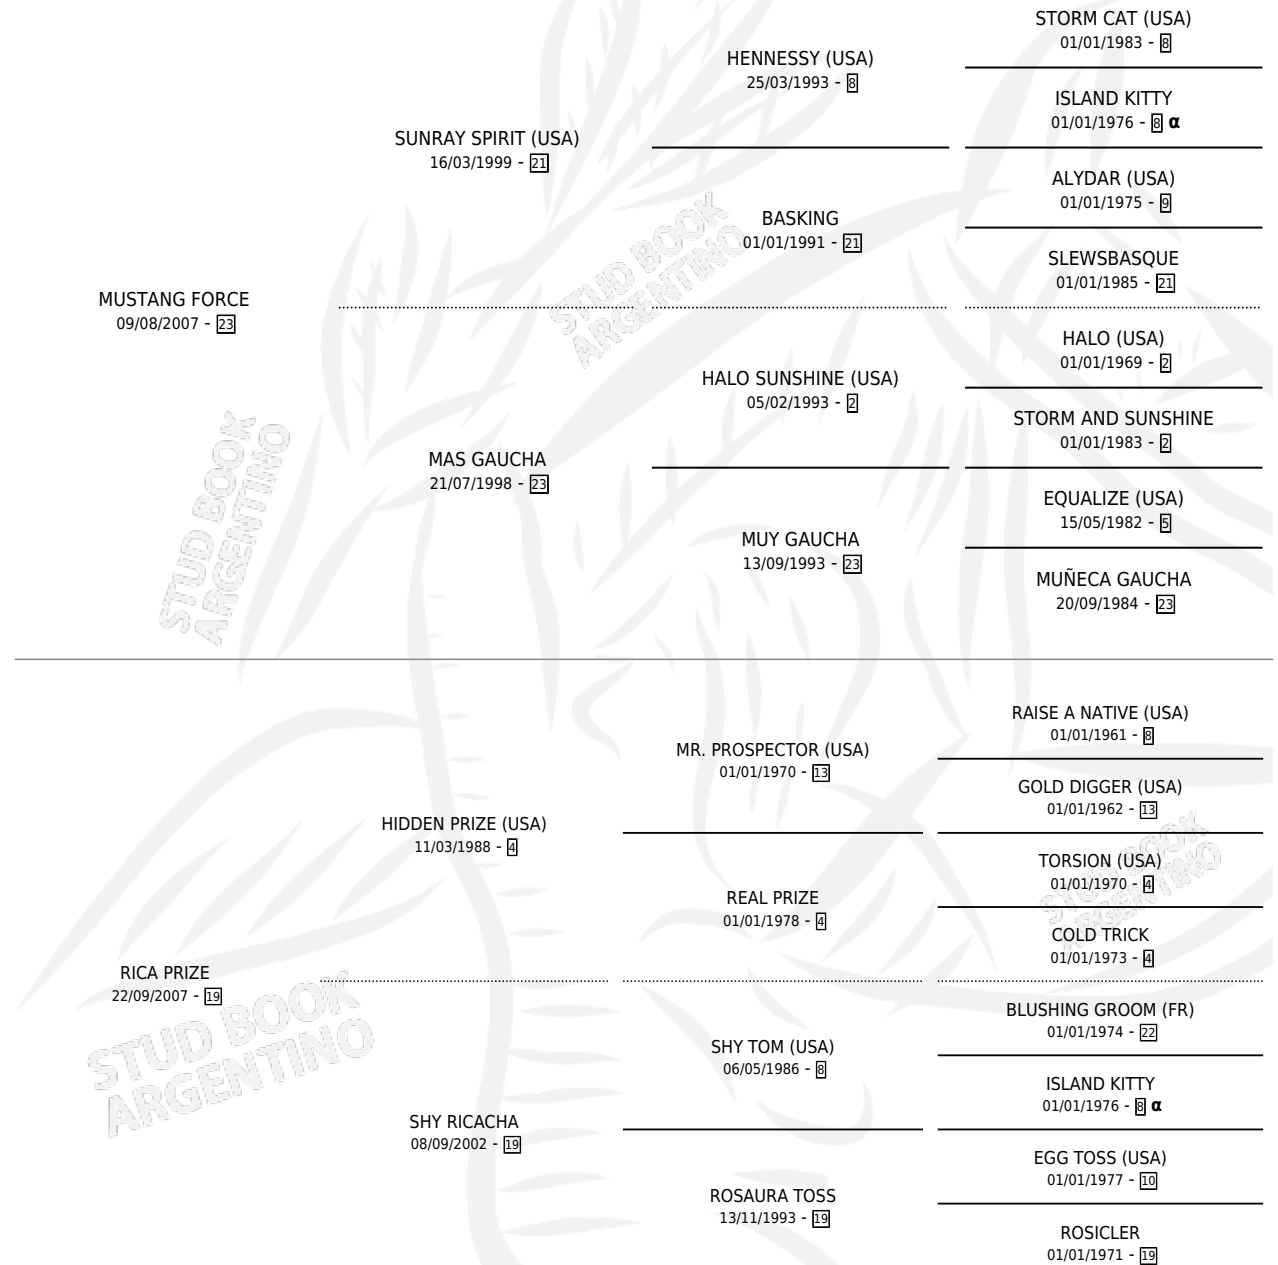 STORM CAT (USA)
01/01/1983 - 8
HENNESSY (USA)
25/03/1993 - 8
ISLAND KITTY
01/01/1976 - 8 α
SUNRAY SPIRIT (USA)
16/03/1999 - 21
ALYDAR (USA)
01/01/1975 - 9
BASKING
01/01/1991 - 21
SLEWSBASQUE
01/01/1985 - 21
STUD BOOK
ARGENTINO
MUSTANG FORCE
09/08/2007 - 23
HALO (USA)
01/01/1969 - 2
HALO SUNSHINE (USA)
05/02/1993 - 2
STORM AND SUNSHINE
01/01/1983 - 2
MAS GAUCHA
21/07/1998 - 23
EQUALIZE (USA)
15/05/1982 - 5
MUY GAUCHA
13/09/1993 - 23
MUÑECA GAUCHA
20/09/1984 - 23
STUD BOOK
ARGENTINO
RAISE A NATIVE (USA)
01/01/1961 - 8
MR. PROSPECTOR (USA)
01/01/1970 - 13
GOLD DIGGER (USA)
01/01/1962 - 13
HIDDEN PRIZE (USA)
11/03/1988 - 4
TORSION (USA)
01/01/1970 - 4
REAL PRIZE
01/01/1978 - 4
COLD TRICK
01/01/1973 - 4
STUD BOOK
ARGENTINO
RICA PRIZE
22/09/2007 - 19
BLUSHING GROOM (FR)
01/01/1974 - 22
SHY TOM (USA)
06/05/1986 - 8
ISLAND KITTY
01/01/1976 - 8 α
STUD BOOK
ARGENTINO
SHY RICACHA
08/09/2002 - 19
EGG TOSS (USA)
01/01/1977 - 10
ROSAURA TOSS
13/11/1993 - 19
ROSICLER
01/01/1971 - 19